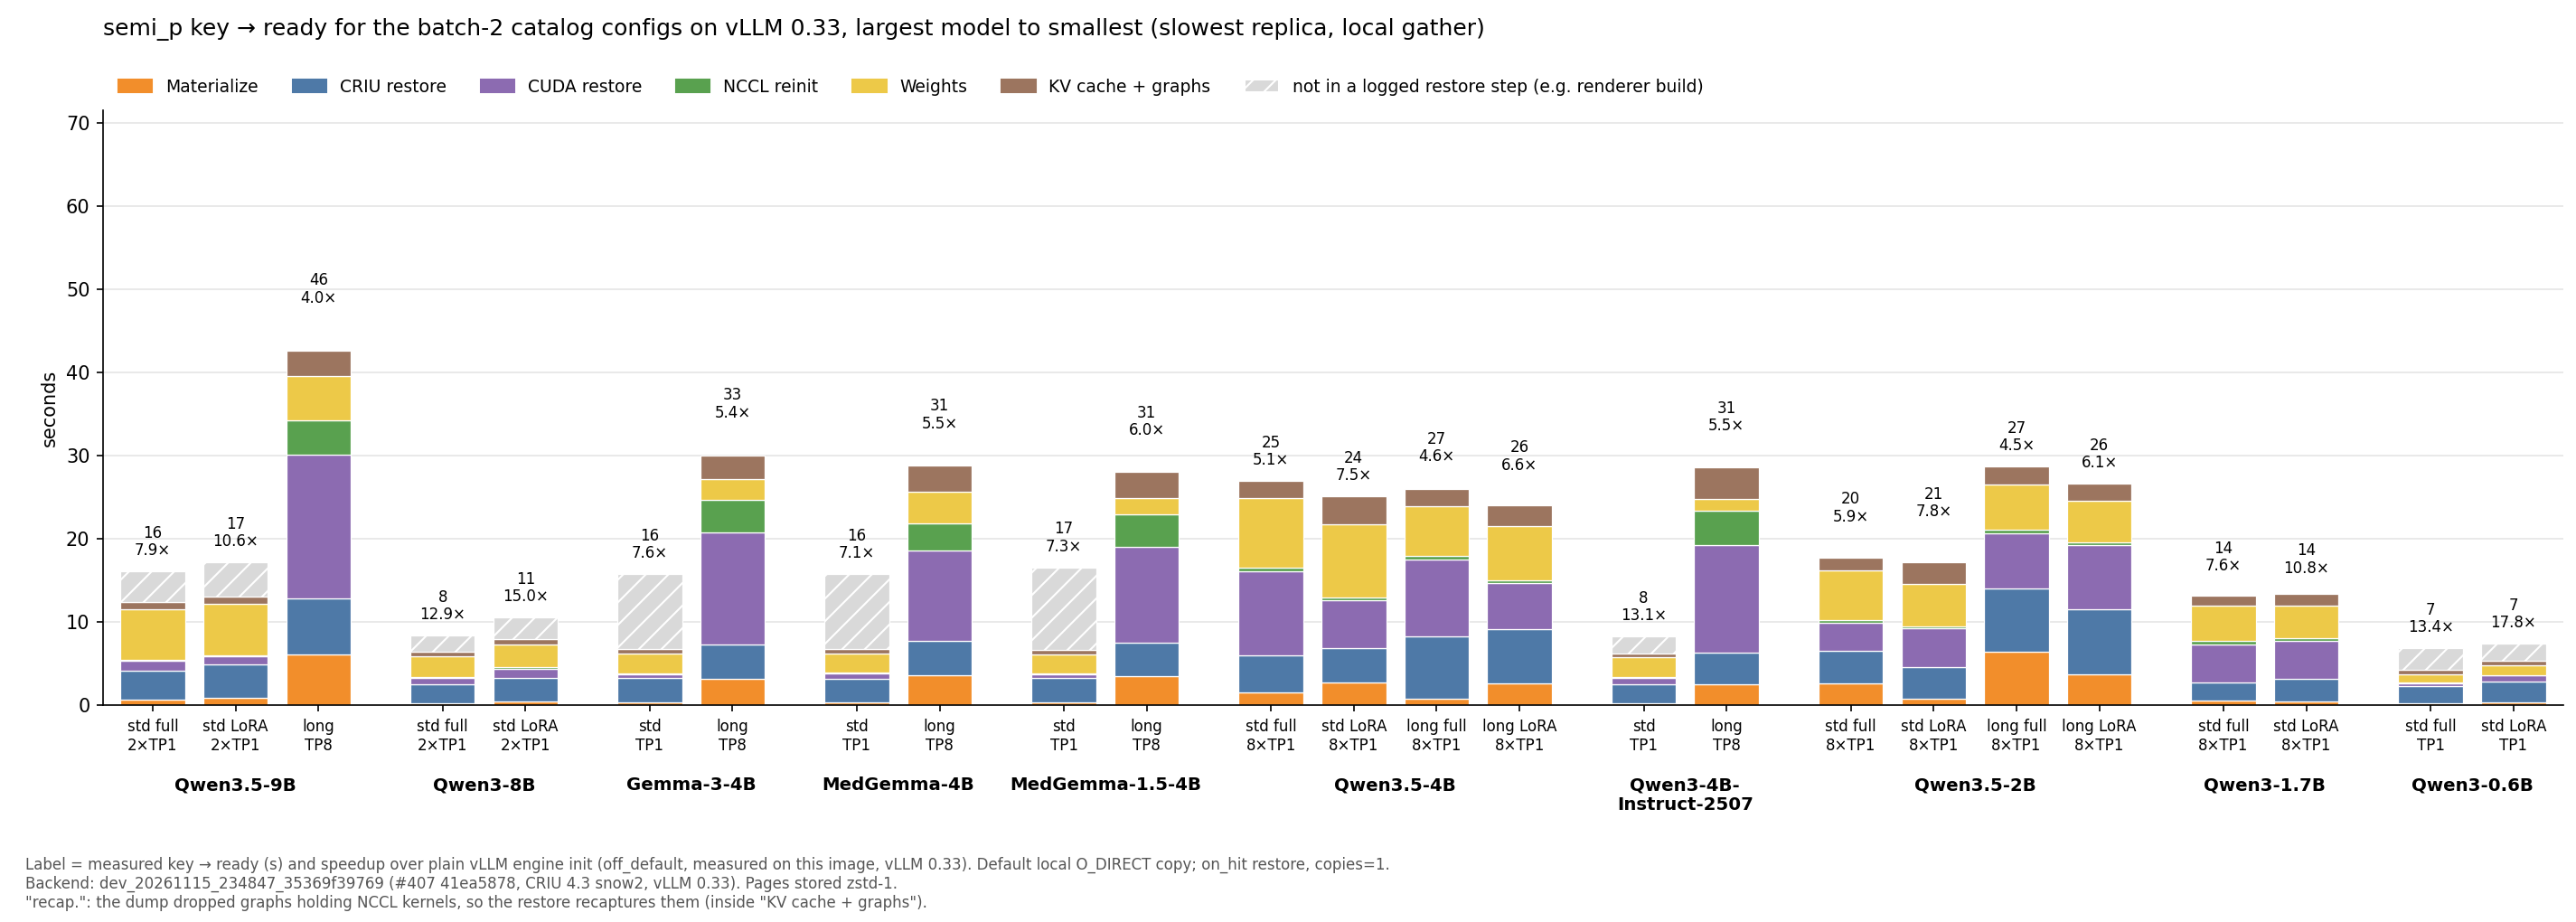 semi_p key → ready for the batch-2 catalog configs on vLLM 0.33, largest model to smallest (slowest replica, local gather)
Materialize CRIU restore CUDA restore NCCL reinit Weights KV cache + graphs not in a logged restore step (e.g. renderer build)
seconds
70
60
50
40
30
20
10
0
16
7.9×
17
10.6×
46
4.0×
8
12.9×
11
15.0×
16
7.6×
33
5.4×
16
7.1×
31
5.5×
17
7.3×
31
6.0×
25
5.1×
24
7.5×
27
4.6×
26
6.6×
8
13.1×
31
5.5×
20
5.9×
21
7.8×
27
4.5×
26
6.1×
14
7.6×
14
10.8×
7
13.4×
7
17.8×
std full
2×TP1
std LoRA
2×TP1
long
TP8
std full
2×TP1
std LoRA
2×TP1
std
TP1
long
TP8
std
TP1
long
TP8
std
TP1
long
TP8
std full
8×TP1
std LoRA
8×TP1
long full
8×TP1
long LoRA
8×TP1
std
TP1
long
TP8
std full
8×TP1
std LoRA
8×TP1
long full
8×TP1
long LoRA
8×TP1
std full
8×TP1
std LoRA
8×TP1
std full
TP1
std LoRA
TP1
Qwen3.5-9B
Qwen3-8B
Gemma-3-4B
MedGemma-4B
MedGemma-1.5-4B
Qwen3.5-4B
Qwen3-4B-
Instruct-2507
Qwen3.5-2B
Qwen3-1.7B
Qwen3-0.6B
Label = measured key → ready (s) and speedup over plain vLLM engine init (off_default, measured on this image, vLLM 0.33). Default local O_DIRECT copy; on_hit restore, copies=1.
Backend: dev_20261115_234847_35369f39769 (#407 41ea5878, CRIU 4.3 snow2, vLLM 0.33). Pages stored zstd-1.
"recap.": the dump dropped graphs holding NCCL kernels, so the restore recaptures them (inside "KV cache + graphs").